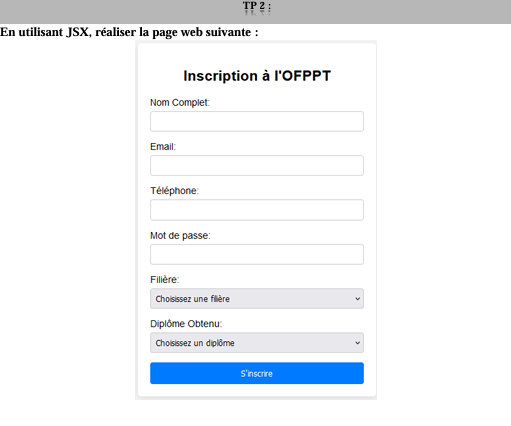 TP 2 :
En utilisant JSX, réaliser la page web suivante :
Inscription à l'OFPPT
Nom Complet:
Email:
Téléphone:
Mot de passe:
Filière:
Choisissez une filière
Diplôme Obtenu:
Choisissez un diplôme
S'inscrire